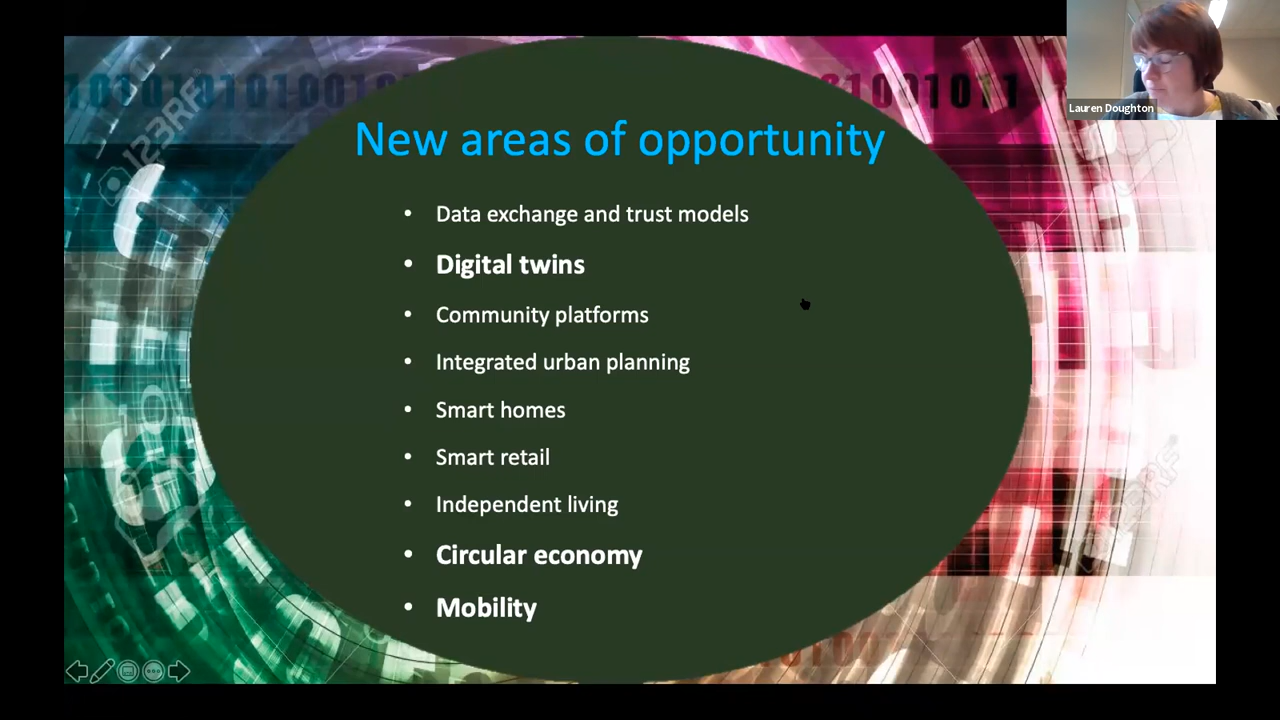 New areas of opportunity
• Data exchange and trust models
• Digital twins
• Community platforms
• Integrated urban planning
• Smart homes
• Smart retail
• Independent living
• Circular economy
• Mobility
Lauren Doughton
123RF